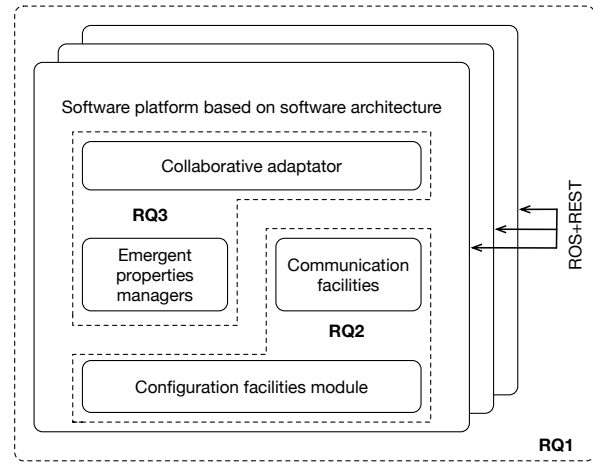 Software platform based on software architecture
Collaborative adaptator
RQ3
Emergent
properties
managers
Communication
facilities
RQ2
Configuration facilities module
ROS+REST
RQ1